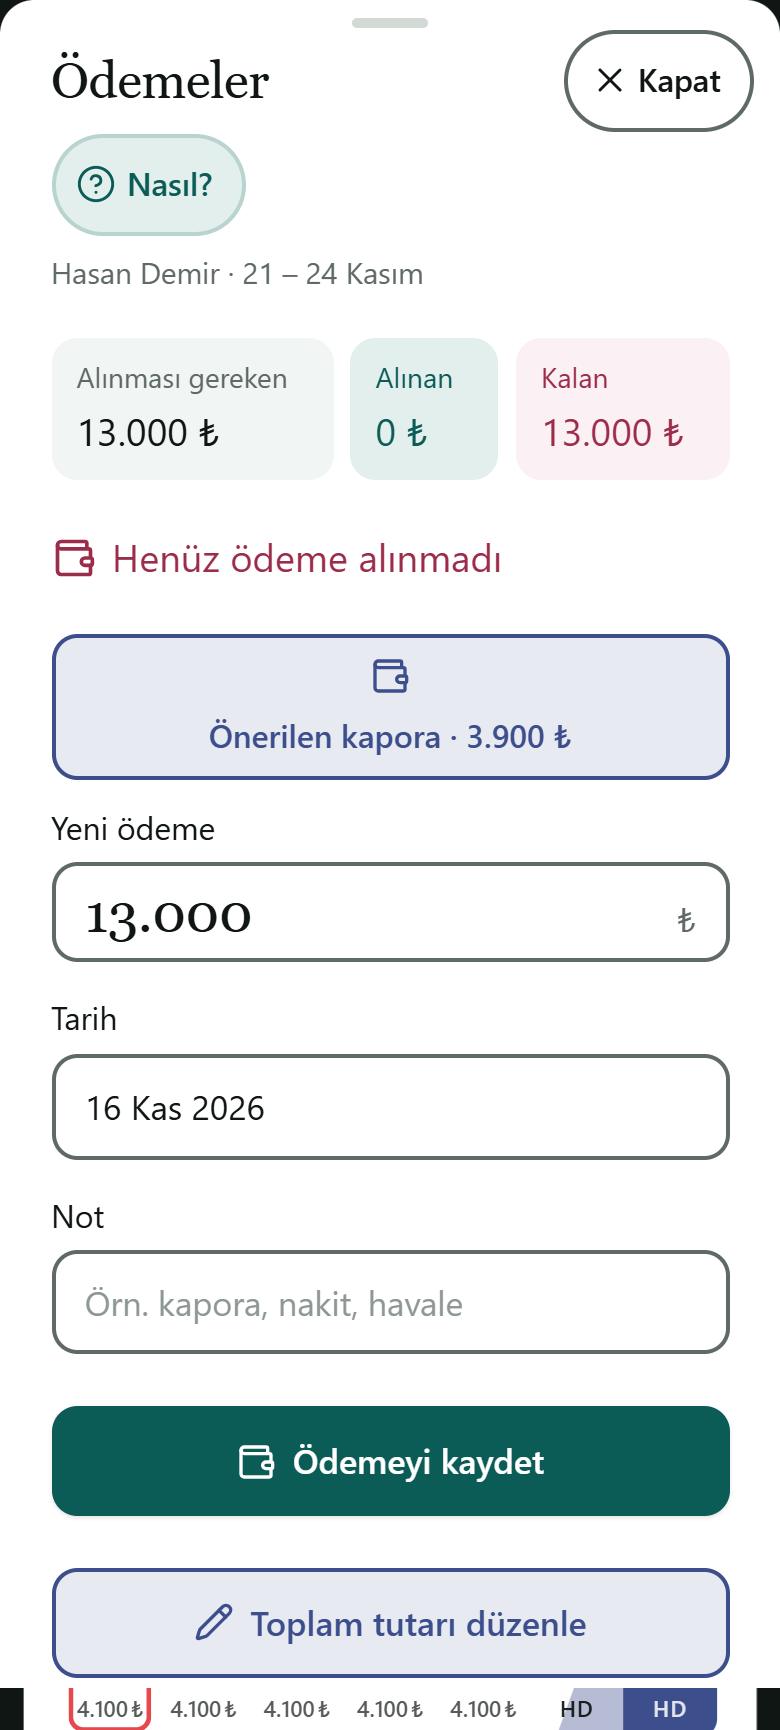 Ödemeler
Kapat
Nasıl?
Hasan Demir · 21 – 24 Kasım
Alınması gereken
13.000 ₺
Alınan
0 ₺
Kalan
13.000 ₺
Henüz ödeme alınmadı
Önerilen kapora · 3.900 ₺
Yeni ödeme
13.000 ₺
Tarih
16 Kas 2026
Not
Örn. kapora, nakit, havale
Ödemeyi kaydet
Toplam tutarı düzenle
4.100 ₺ 4.100 ₺ 4.100 ₺ 4.100 ₺ 4.100 ₺ HD HD